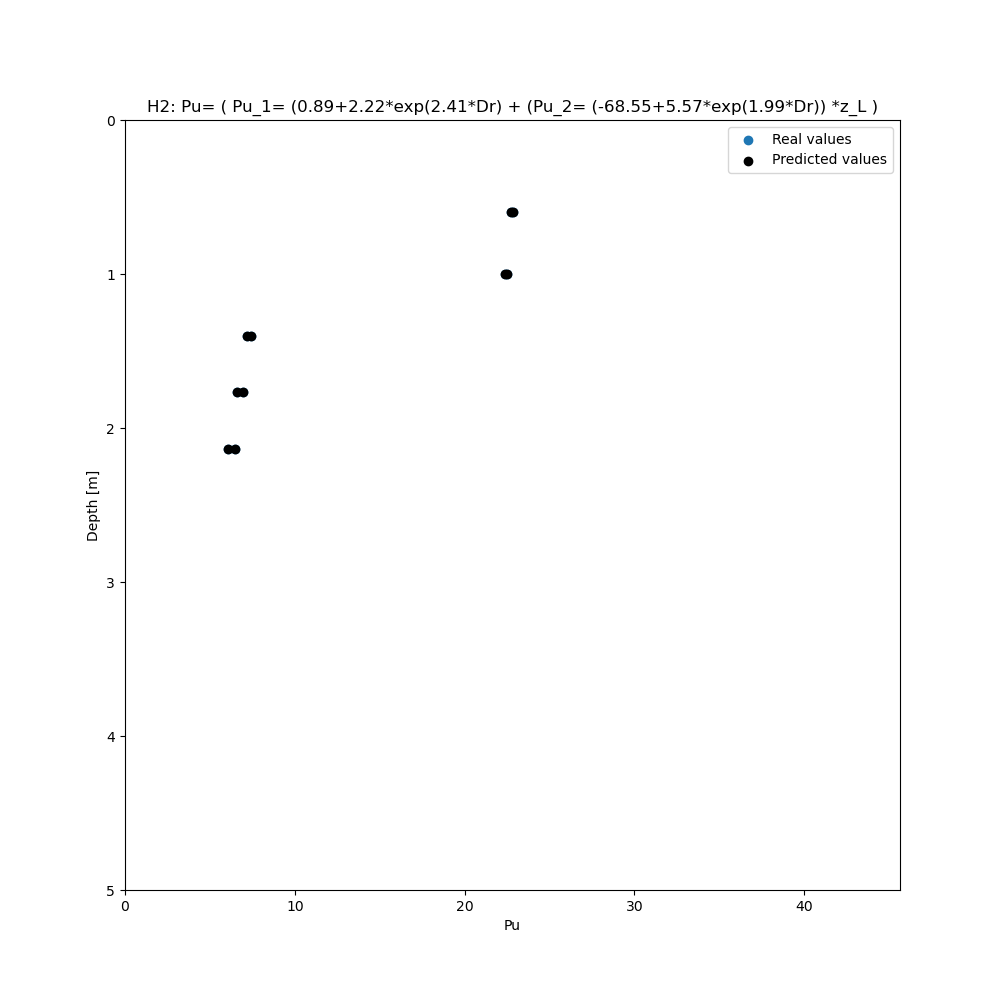 H2: Pu= ( Pu_1= (0.89+2.22*exp(2.41*Dr) + (Pu_2= (-68.55+5.57*exp(1.99*Dr)) *z_L )
Real values
Predicted values
0
1
2
3
4
5
Depth [m]
0 10 20 30 40
Pu